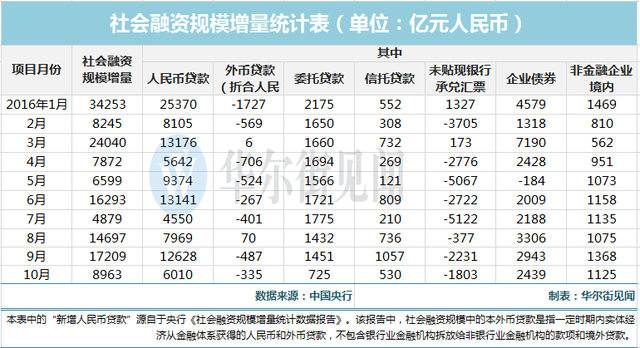 社会融资规模增量统计表（单位：亿元人民币）
项目月份 社会融资规模增量 其中
人民币贷款 外币贷款（折合人民 委托贷款 信托贷款 未贴现银行承兑汇票 企业债券 非金融企业境内
2016年1月 34253 25370 -1727 2175 552 1327 4579 1469
2月 8245 8105 -569 1650 308 -3705 1318 810
3月 24040 13176 6 1660 732 173 7190 562
4月 7872 5642 -706 1694 269 -2776 2428 951
5月 6599 9374 -524 1566 121 -5067 -184 1073
6月 16293 13141 -267 1721 809 -2722 2009 1158
7月 4879 4550 -401 1775 210 -5122 2188 1135
8月 14697 7969 70 1432 736 -377 3306 1075
9月 17209 12628 -487 1451 1057 -2231 2943 1368
10月 8963 6010 -335 725 530 -1803 2439 1125
数据来源：中国央行 制表：华尔街见闻
本表中的“新增人民币贷款”源自于央行《社会融资规模增量统计数据报告》。该报告中，社会融资规模中的本外币贷款是指一定时期内实体经
济从金融体系获得的人民币和外币贷款，不包含银行业金融机构拆放给非银行业金融机构的款项和境外贷款。
华尔街见闻